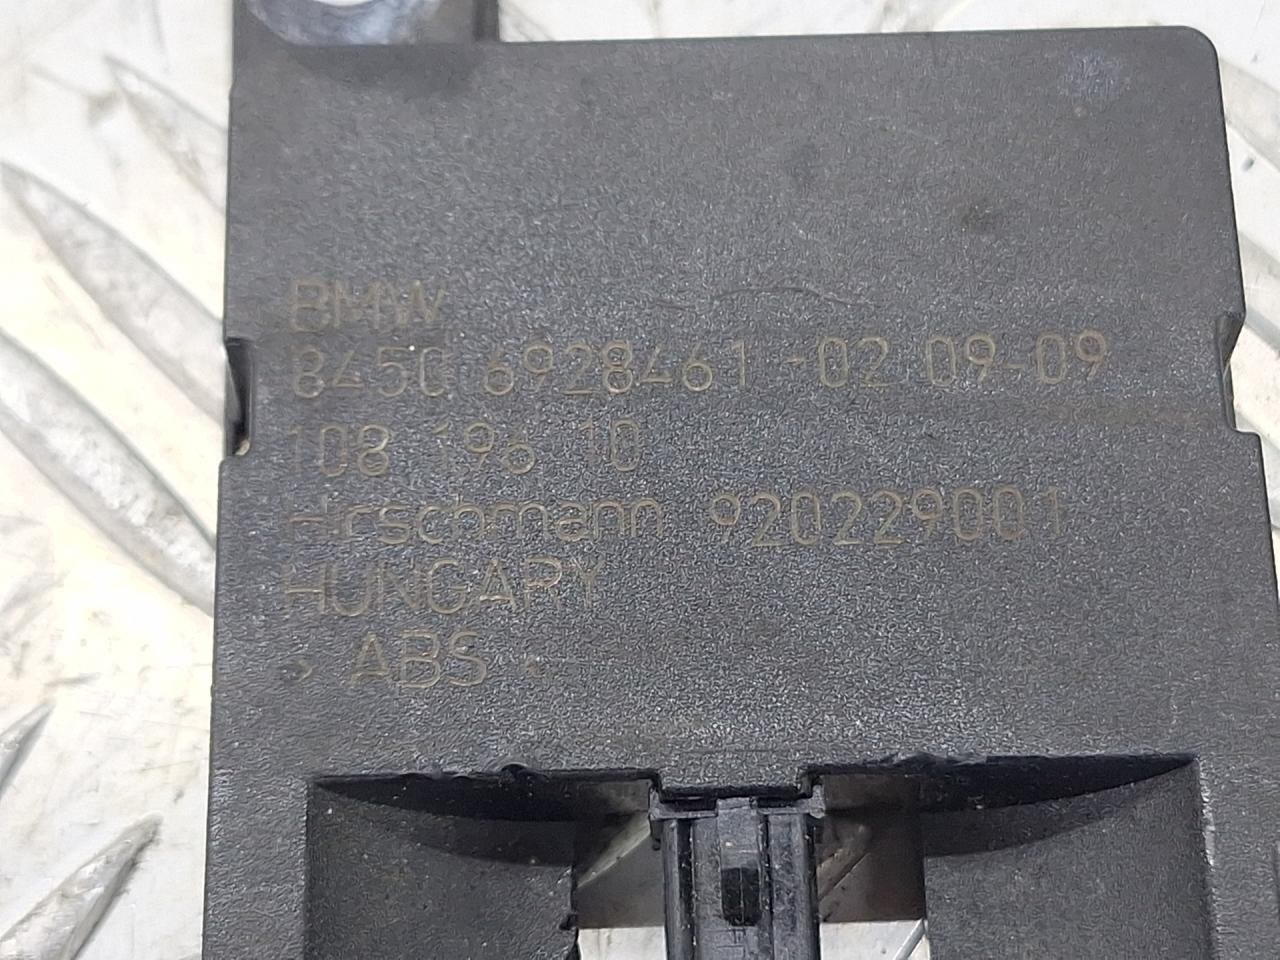 BMW
8450 6928461 -02 09-09
108 196 10
Hirschmann 920229001
HUNGARY
> ABS <